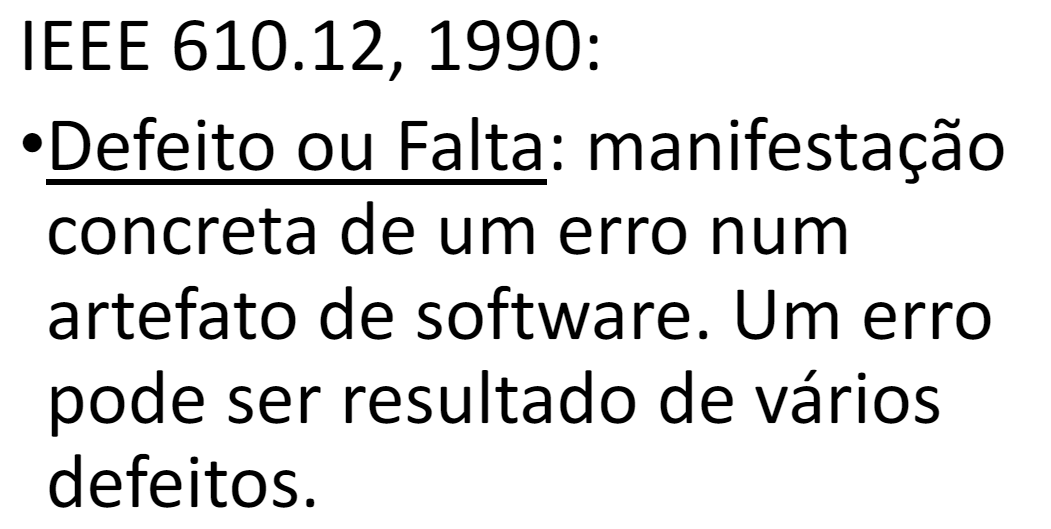 IEEE 610.12, 1990:
•Defeito ou Falta: manifestação
concreta de um erro num
artefato de software. Um erro
pode ser resultado de vários
defeitos.